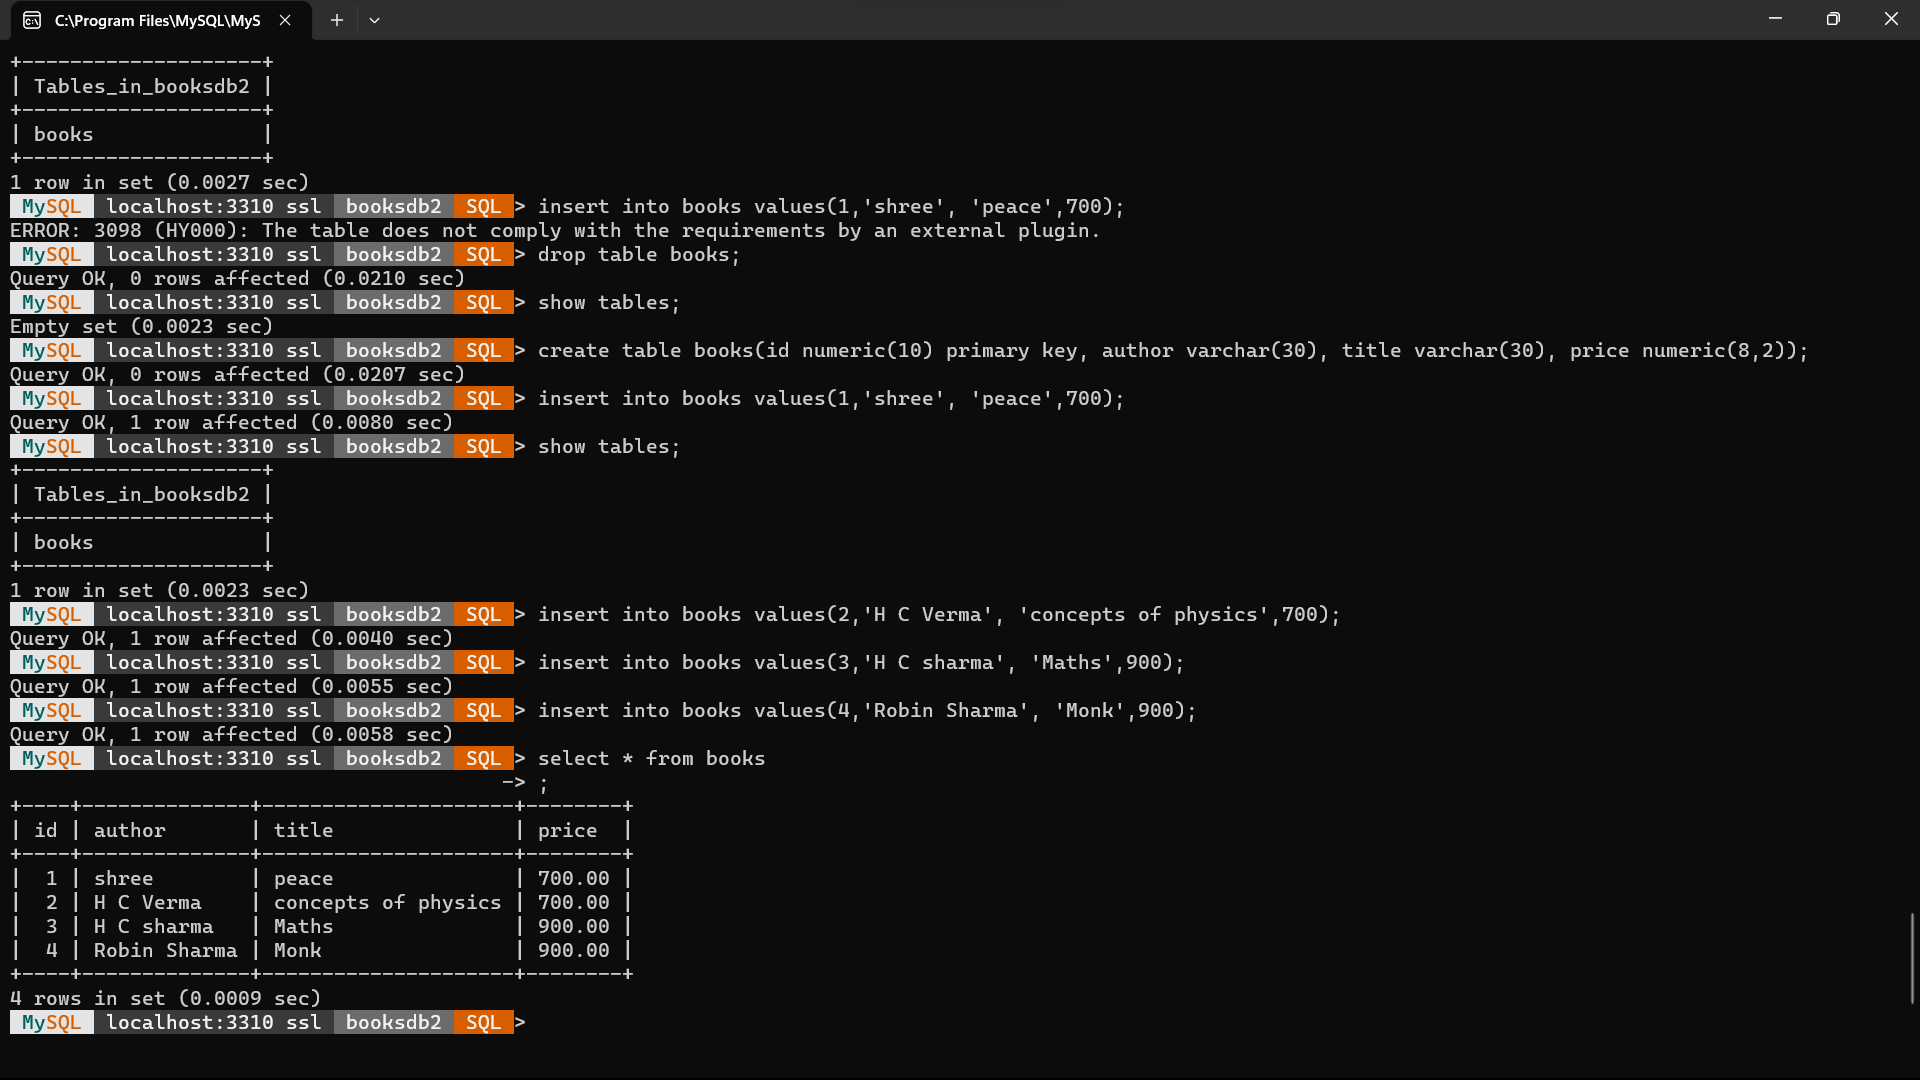 C:\Program Files\MySQL\MyS
+--------------------+
| Tables_in_booksdb2 |
+--------------------+
| books              |
+--------------------+
1 row in set (0.0027 sec)
 MySQL  localhost:3310 ssl  booksdb2  SQL > insert into books values(1,'shree', 'peace',700);
ERROR: 3098 (HY000): The table does not comply with the requirements by an external plugin.
 MySQL  localhost:3310 ssl  booksdb2  SQL > drop table books;
Query OK, 0 rows affected (0.0210 sec)
 MySQL  localhost:3310 ssl  booksdb2  SQL > show tables;
Empty set (0.0023 sec)
 MySQL  localhost:3310 ssl  booksdb2  SQL > create table books(id numeric(10) primary key, author varchar(30), title varchar(30), price numeric(8,2));
Query OK, 0 rows affected (0.0207 sec)
 MySQL  localhost:3310 ssl  booksdb2  SQL > insert into books values(1,'shree', 'peace',700);
Query OK, 1 row affected (0.0080 sec)
 MySQL  localhost:3310 ssl  booksdb2  SQL > show tables;
+--------------------+
| Tables_in_booksdb2 |
+--------------------+
| books              |
+--------------------+
1 row in set (0.0023 sec)
 MySQL  localhost:3310 ssl  booksdb2  SQL > insert into books values(2,'H C Verma', 'concepts of physics',700);
Query OK, 1 row affected (0.0040 sec)
 MySQL  localhost:3310 ssl  booksdb2  SQL > insert into books values(3,'H C sharma', 'Maths',900);
Query OK, 1 row affected (0.0055 sec)
 MySQL  localhost:3310 ssl  booksdb2  SQL > insert into books values(4,'Robin Sharma', 'Monk',900);
Query OK, 1 row affected (0.0058 sec)
 MySQL  localhost:3310 ssl  booksdb2  SQL > select * from books
                                         -> ;
+----+--------------+---------------------+--------+
| id | author       | title               | price  |
+----+--------------+---------------------+--------+
|  1 | shree        | peace               | 700.00 |
|  2 | H C Verma    | concepts of physics | 700.00 |
|  3 | H C sharma   | Maths               | 900.00 |
|  4 | Robin Sharma | Monk                | 900.00 |
+----+--------------+---------------------+--------+
4 rows in set (0.0009 sec)
 MySQL  localhost:3310 ssl  booksdb2  SQL >